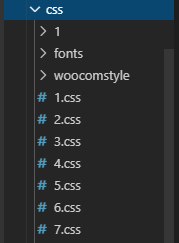 css
1
fonts
woocomstyle
# 1.css
# 2.css
# 3.css
# 4.css
# 5.css
# 6.css
# 7.css